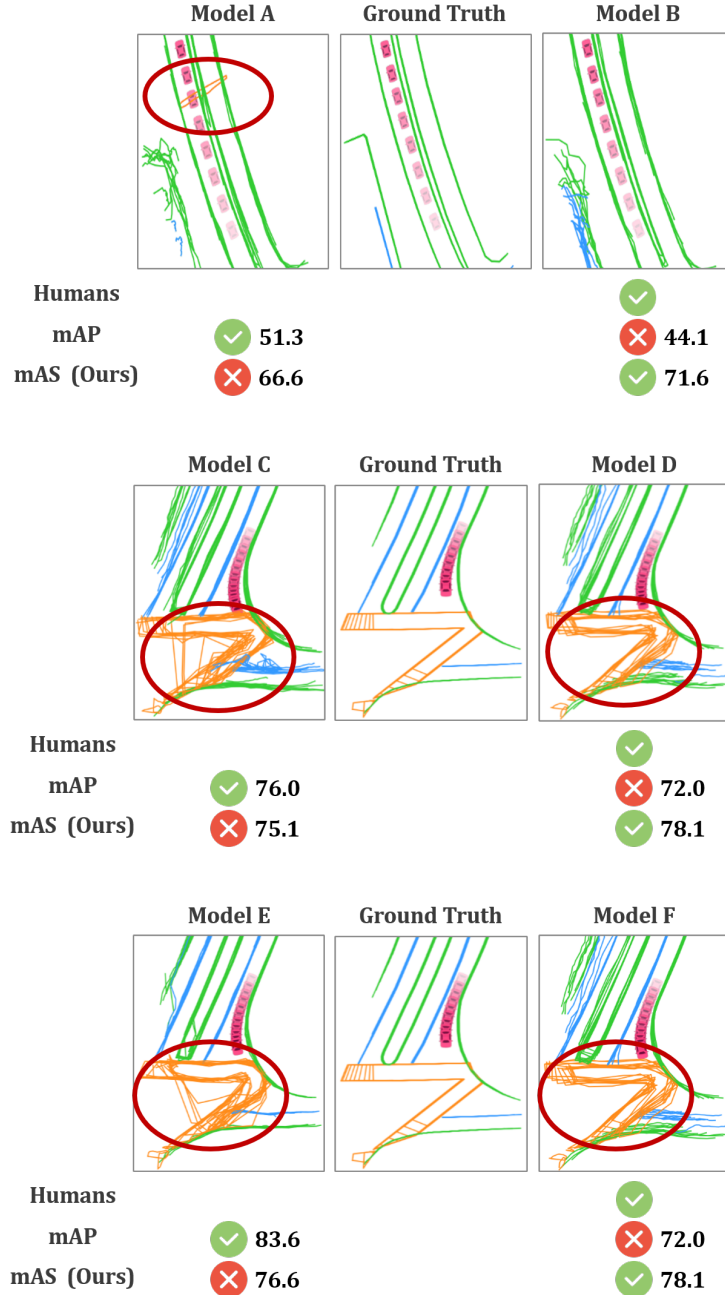 Model A Ground Truth Model B
Humans
mAP 51.3 44.1
mAS (Ours) 66.6 71.6
Model C Ground Truth Model D
Humans
mAP 76.0 72.0
mAS (Ours) 75.1 78.1
Model E Ground Truth Model F
Humans
mAP 83.6 72.0
mAS (Ours) 76.6 78.1